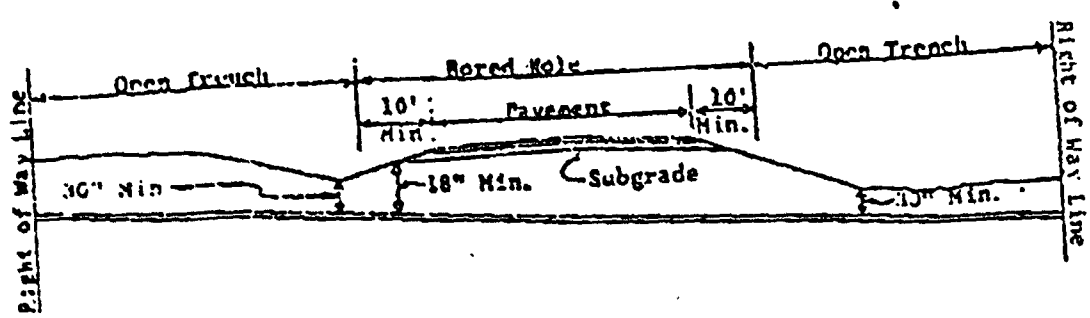 Open Trench
Bored Hole
Open Trench
10'
Min.
Pavement
10'
Min.
18" Min.
Subgrade
Min
Min.
Right of Way Line
Right of Way Line